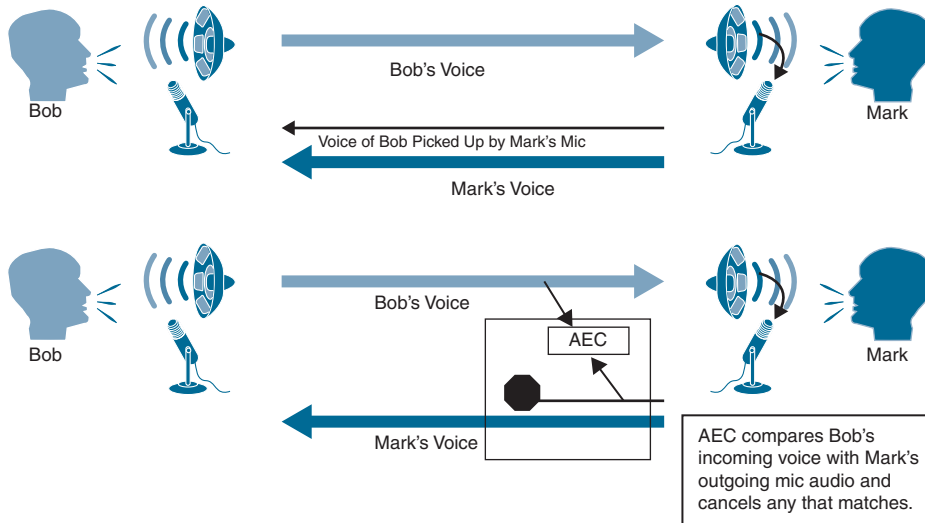 Bob's Voice
Bob
Mark
Voice of Bob Picked Up by Mark's Mic
Mark's Voice
Bob's Voice
AEC
Bob
Mark
Mark's Voice
AEC compares Bob's
incoming voice with Mark's
outgoing mic audio and
cancels any that matches.